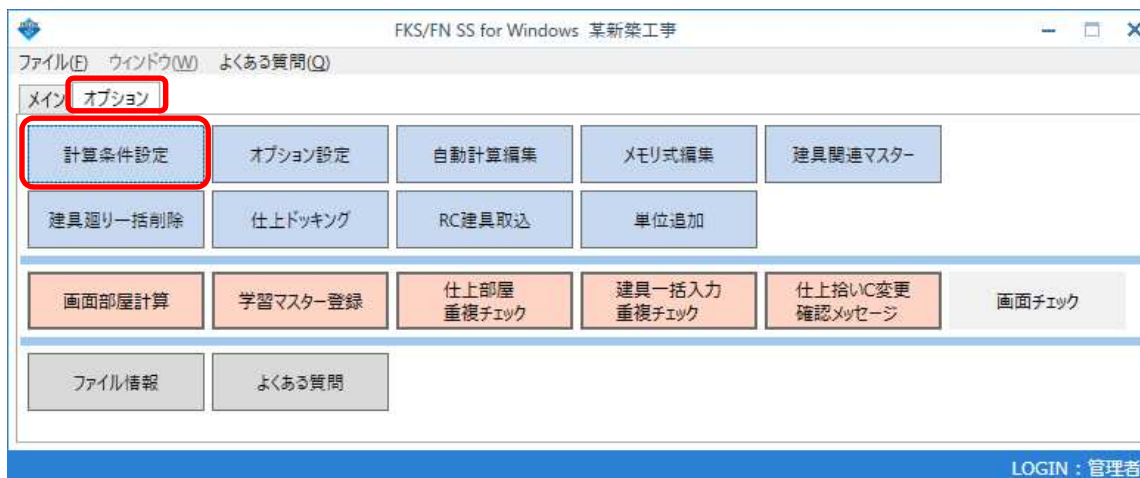 FKS/FN SS for Windows 某新築工事
ファイル(F) ウィンドウ(W) よくある質問(Q)
メイン オプション
計算条件設定 オプション設定 自動計算編集 メモリ式編集 建具関連マスター
建具廻り一括削除 仕上ドッキング RC建具取込 単位追加
画面部屋計算 学習マスター登録 仕上部屋 建具一括入力 仕上拾いC変更 画面チェック
重複チェック 重複チェック 確認メッセージ
ファイル情報 よくある質問
LOGIN：管理者